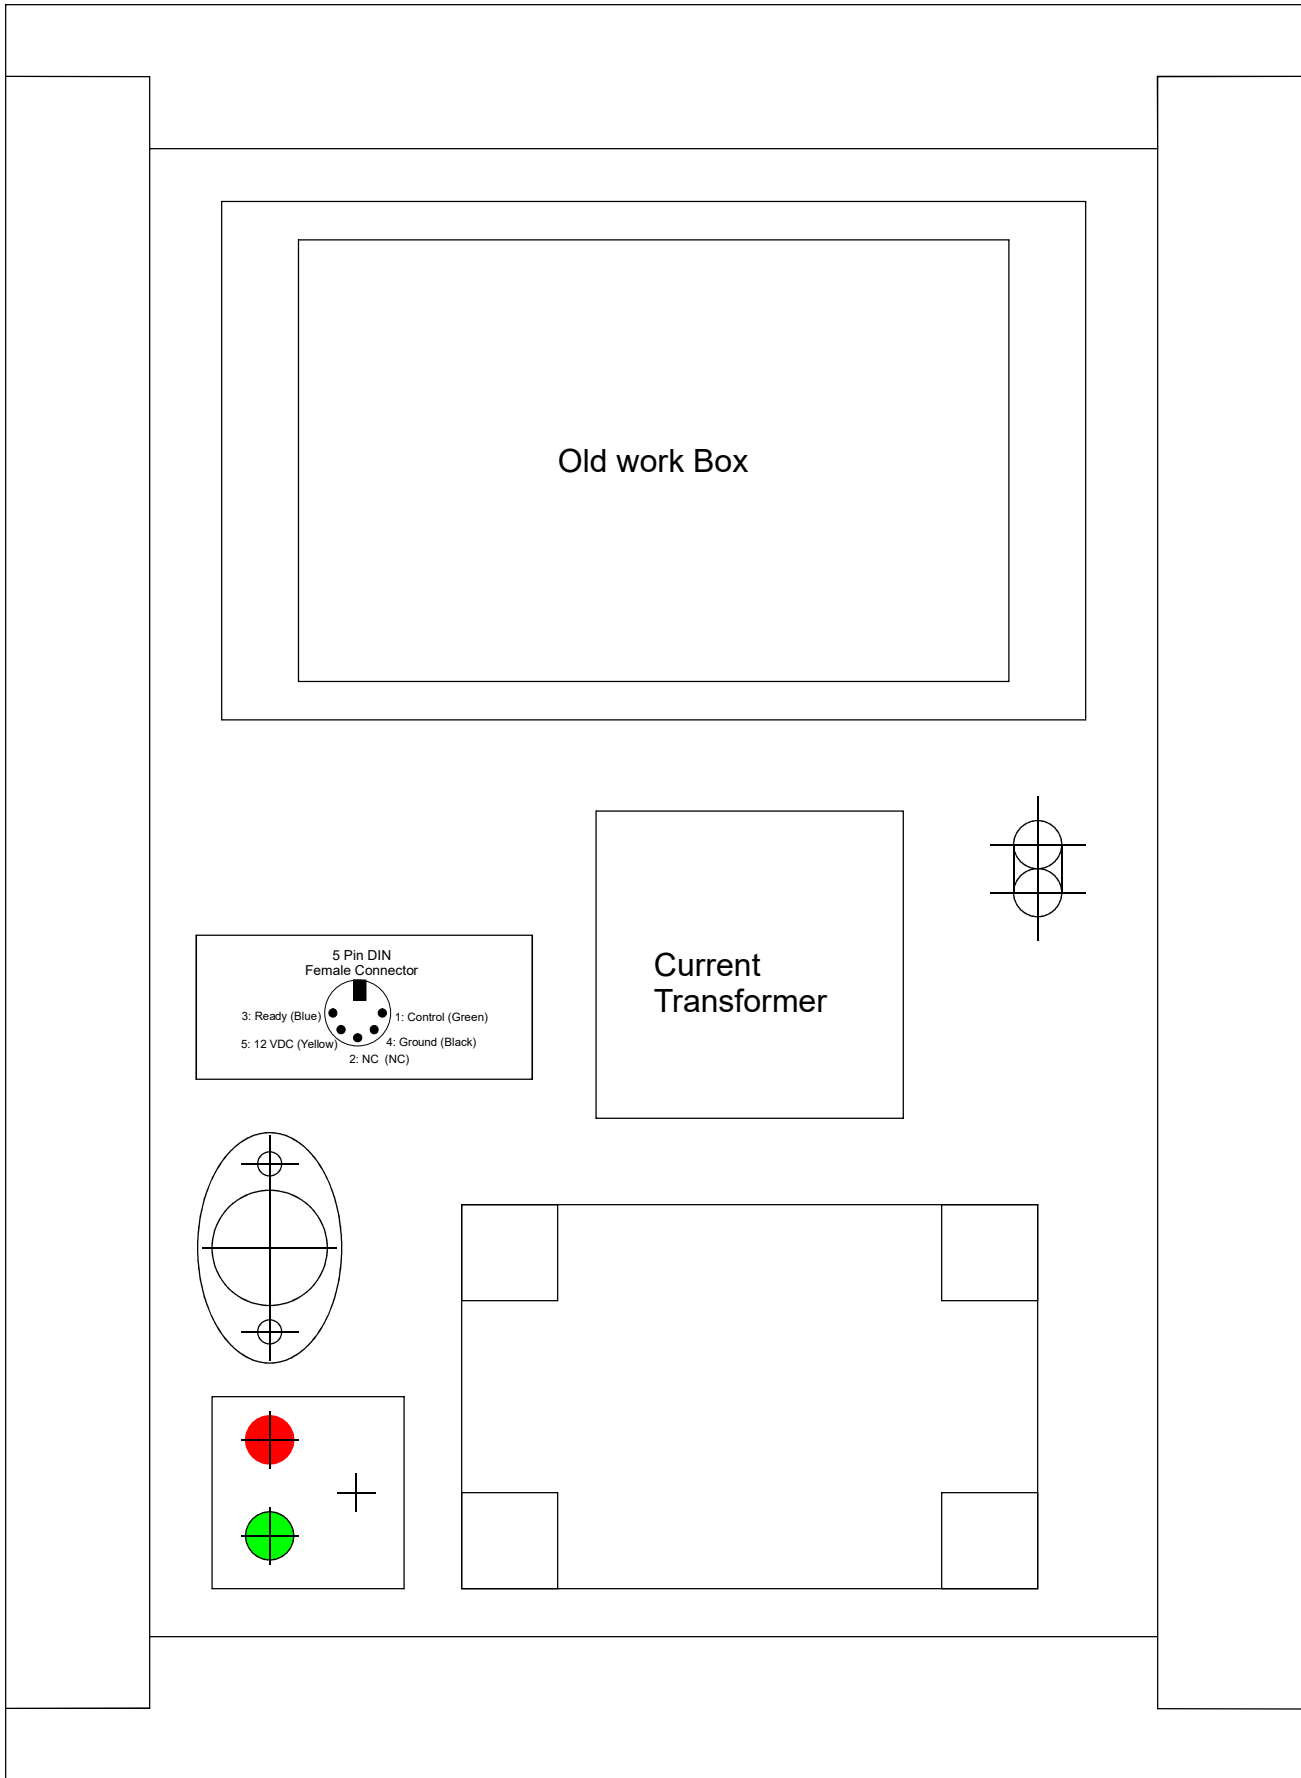 Old work Box
Current
Transformer
5 Pin DIN
Female Connector
3: Ready (Blue)
1: Control (Green)
5: 12 VDC (Yellow)
4: Ground (Black)
2: NC  (NC)